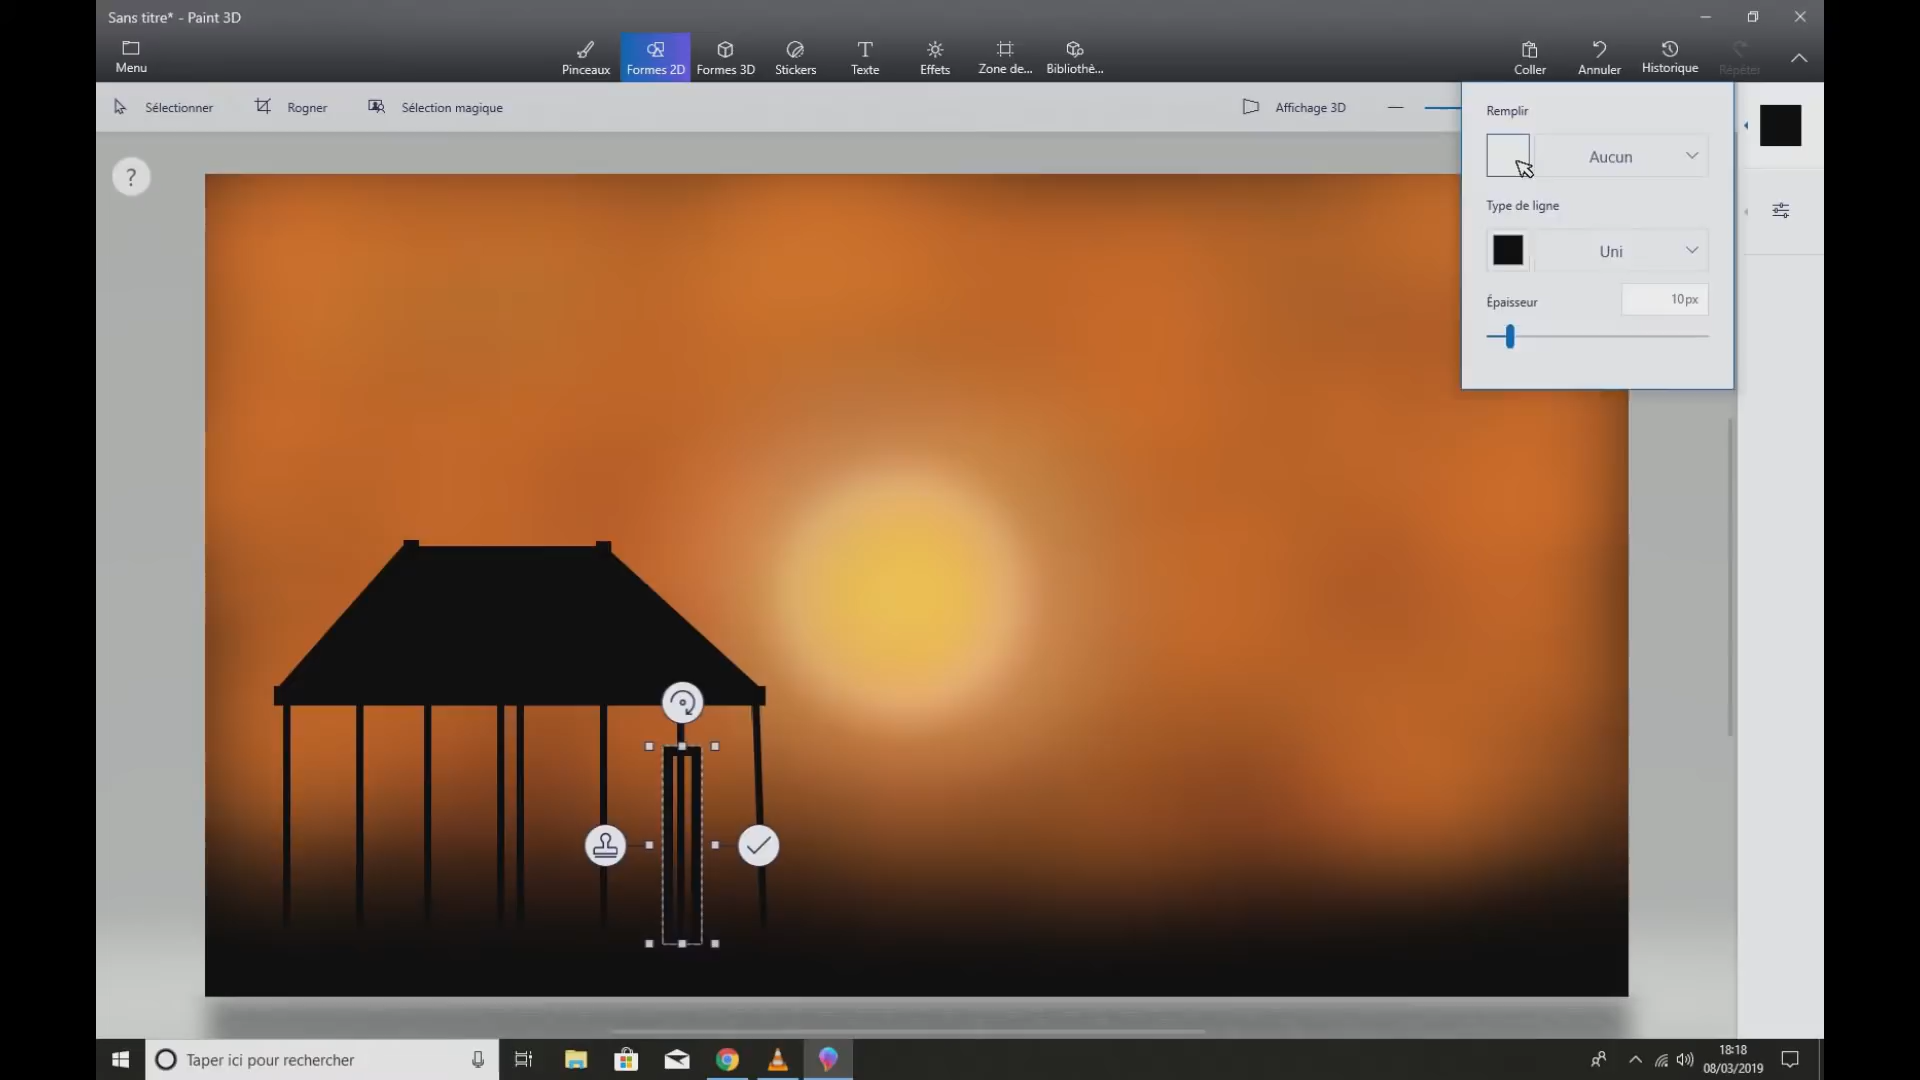 Sans titre* - Paint 3D
Menu
Pinceaux
Formes 2D
Formes 3D
Stickers
Texte
Effets
Zone de...
Bibliothè...
Coller
Annuler
Historique
Répéter
Sélectionner
Rogner
Sélection magique
Affichage 3D
Remplir
Aucun
Type de ligne
Uni
Épaisseur
10px
?
Taper ici pour rechercher
18:18
08/03/2019